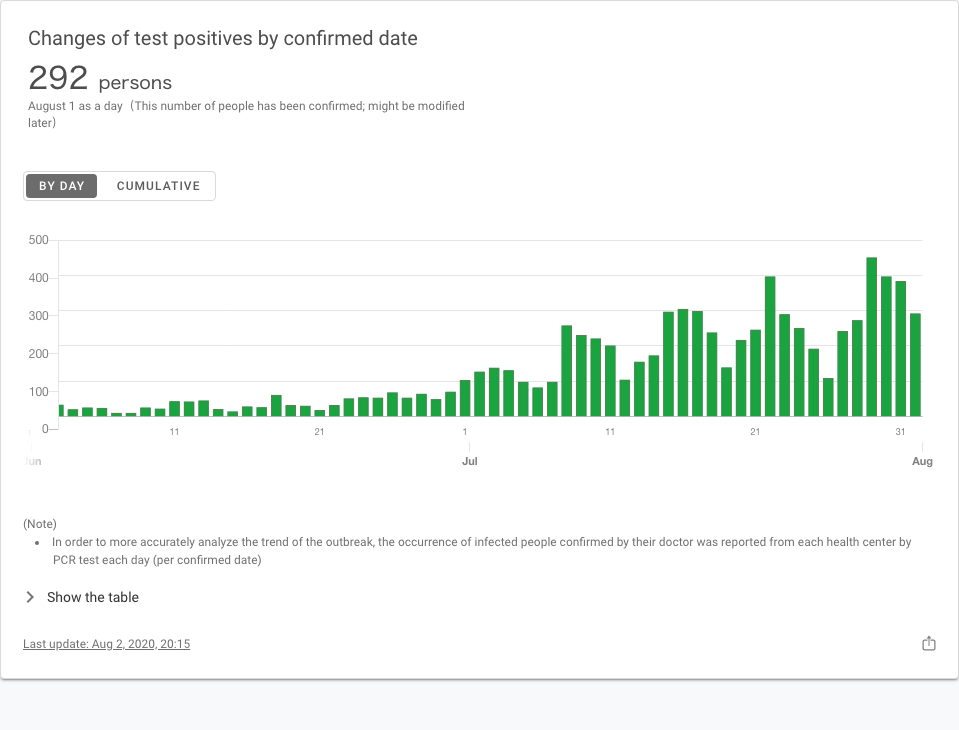 Changes of test positives by confirmed date
292 persons
August 1 as a day（This number of people has been confirmed; might be modified
later）
BY DAY CUMULATIVE
500
400
300
200
100
0
11 21 1 11 21 31
Jul Aug
(Note)
• In order to more accurately analyze the trend of the outbreak, the occurrence of infected people confirmed by their doctor was reported from each health center by
PCR test each day (per confirmed date)
Show the table
Last update: Aug 2, 2020, 20:15